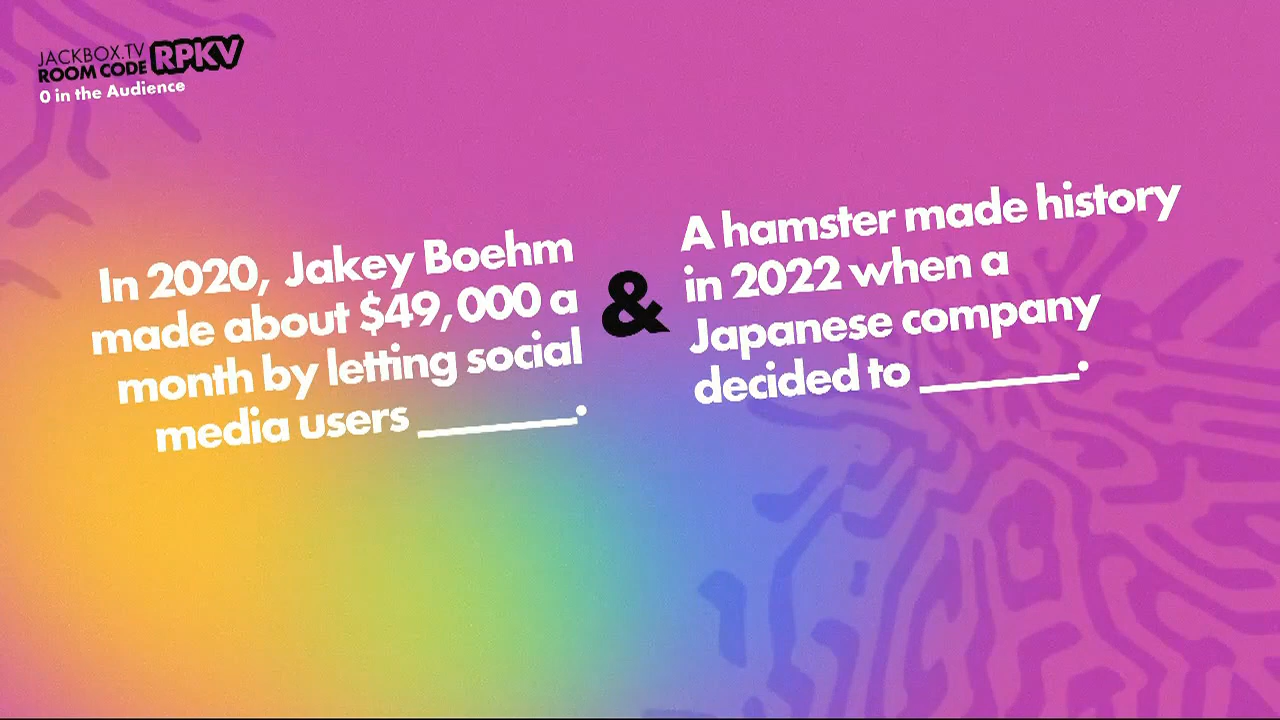 JACKBOX.TV
ROOM CODE RPKV
0 in the Audience
In 2020, Jakey Boehm
made about $49,000 a
month by letting social
media users ________.
&
A hamster made history
in 2022 when a
Japanese company
decided to ________.